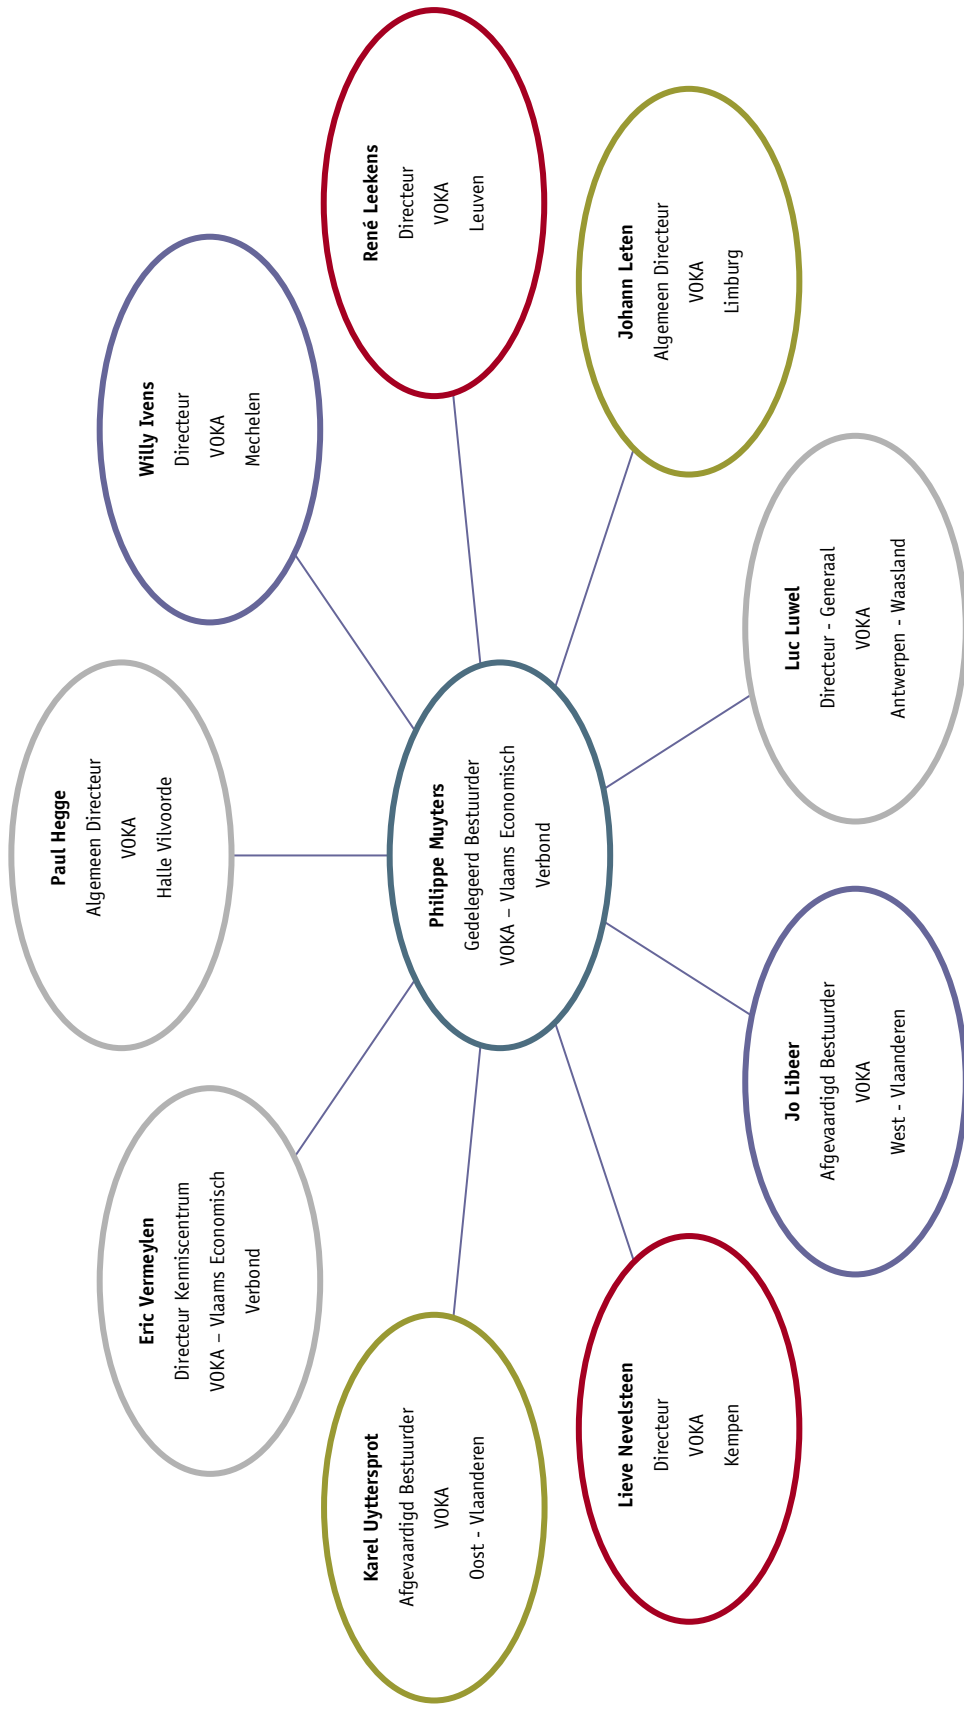 Paul Hegge
Algemeen Directeur
VOKA
Halle Vilvoorde
Eric Vermeylen
Directeur Kenniscentrum
VOKA – Vlaams Economisch
Verbond
Willy Ivens
Directeur
VOKA
Mechelen
Karel Uyttersprot
Afgevaardigd Bestuurder
VOKA
Oost - Vlaanderen
Philippe Muyters
Gedelegeerd Bestuurder
VOKA – Vlaams Economisch
Verbond
René Leekens
Directeur
VOKA
Leuven
Lieve Nevelsteen
Directeur
VOKA
Kempen
Johann Leten
Algemeen Directeur
VOKA
Limburg
Jo Libeer
Afgevaardigd Bestuurder
VOKA
West - Vlaanderen
Luc Luwel
Directeur - Generaal
VOKA
Antwerpen - Waasland